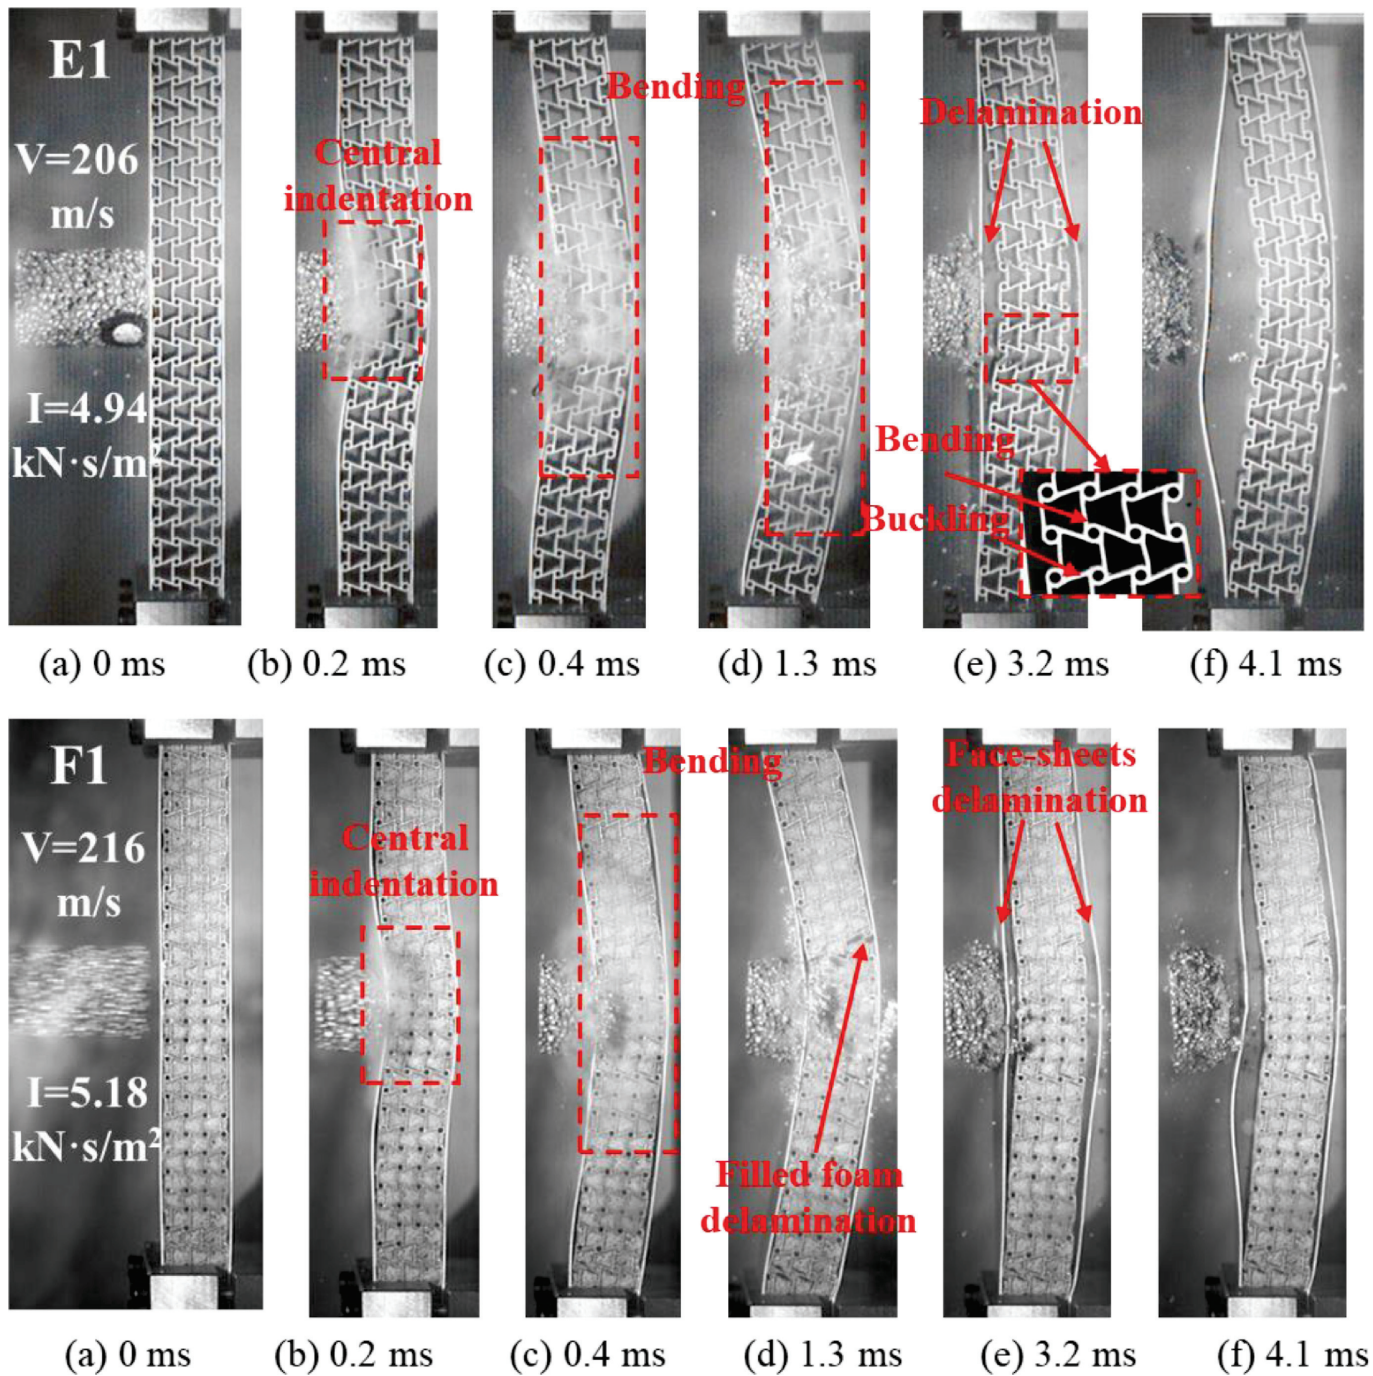 E1
V=206
m/s
I=4.94
kN·s/m²
Central
indentation
Bending
Delamination
Bending
Buckling
(a) 0 ms
(b) 0.2 ms
(c) 0.4 ms
(d) 1.3 ms
(e) 3.2 ms
(f) 4.1 ms
F1
V=216
m/s
I=5.18
kN·s/m²
Central
indentation
Bending
Filled foam
delamination
Face-sheets
delamination
(a) 0 ms
(b) 0.2 ms
(c) 0.4 ms
(d) 1.3 ms
(e) 3.2 ms
(f) 4.1 ms